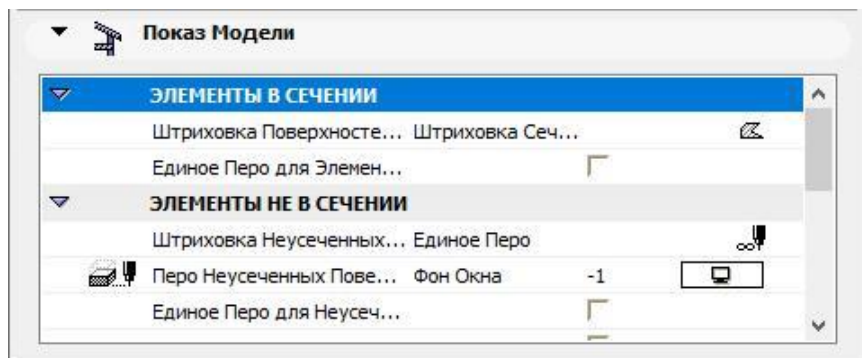 Показ Модели
ЭЛЕМЕНТЫ В СЕЧЕНИИ
Штриховка Поверхносте... Штриховка Сеч...
Единое Перо для Элемен...
ЭЛЕМЕНТЫ НЕ В СЕЧЕНИИ
Штриховка Неусеченных... Единое Перо
Перо Неусеченных Пове... Фон Окна -1
Единое Перо для Неусеч...